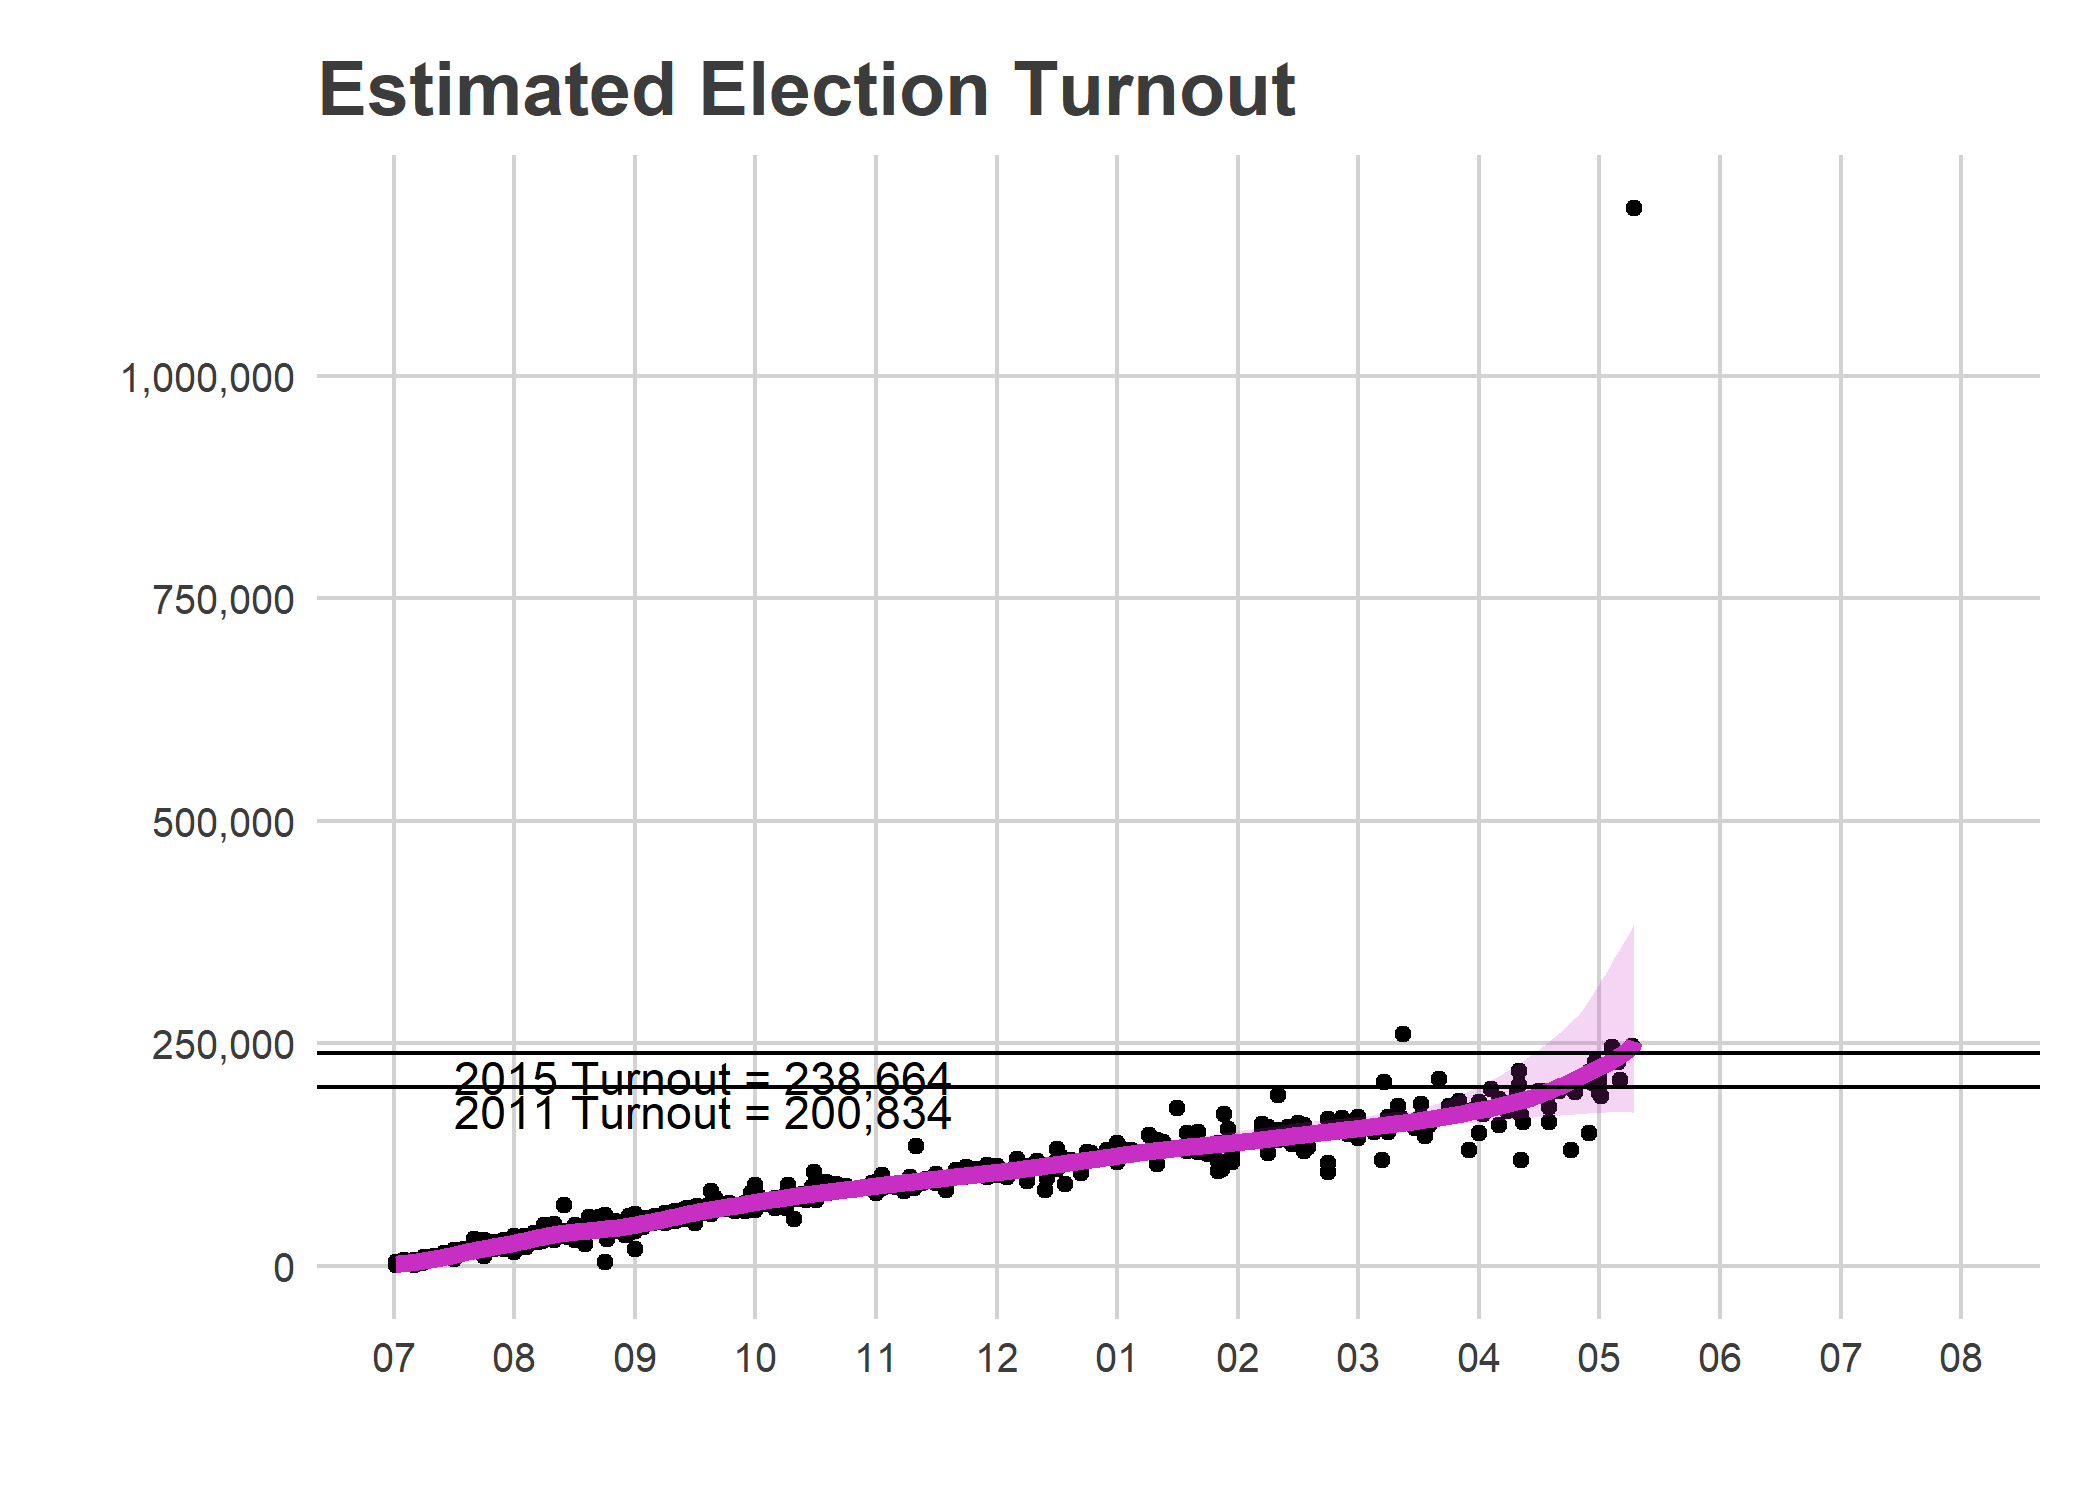 Estimated Election Turnout
1,000,000
750,000
500,000
250,000
0
2015 Turnout = 238,664
2011 Turnout = 200,834
07 08 09 10 11 12 01 02 03 04 05 06 07 08